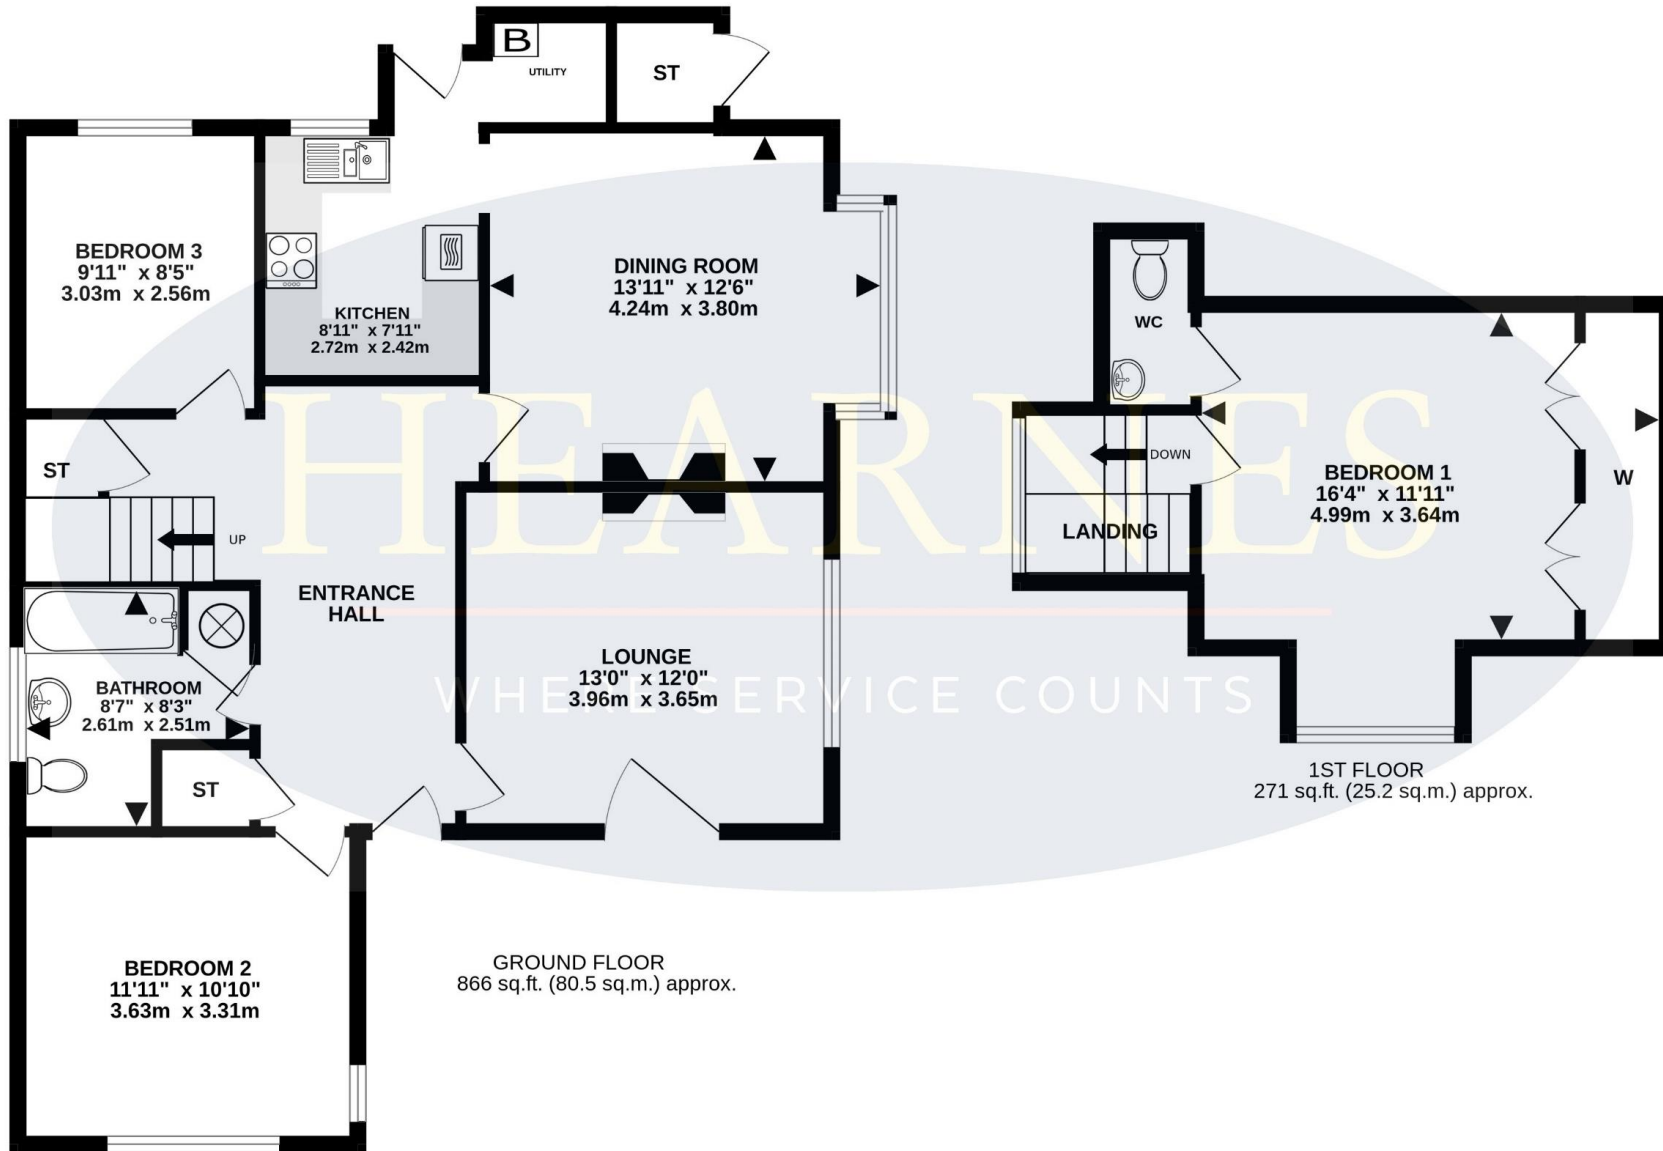 B
UTILITY
ST
BEDROOM 3
9'11" x 8'5"
3.03m x 2.56m
KITCHEN
8'11" x 7'11"
2.72m x 2.42m
DINING ROOM
13'11" x 12'6"
4.24m x 3.80m
ST
UP
ENTRANCE
HALL
LOUNGE
13'0" x 12'0"
3.96m x 3.65m
BATHROOM
8'7" x 8'3"
2.61m x 2.51m
ST
BEDROOM 2
11'11" x 10'10"
3.63m x 3.31m
GROUND FLOOR
866 sq.ft. (80.5 sq.m.) approx.
WC
DOWN
LANDING
BEDROOM 1
16'4" x 11'11"
4.99m x 3.64m
W
1ST FLOOR
271 sq.ft. (25.2 sq.m.) approx.
HEARNES
WHERE SERVICE COUNTS